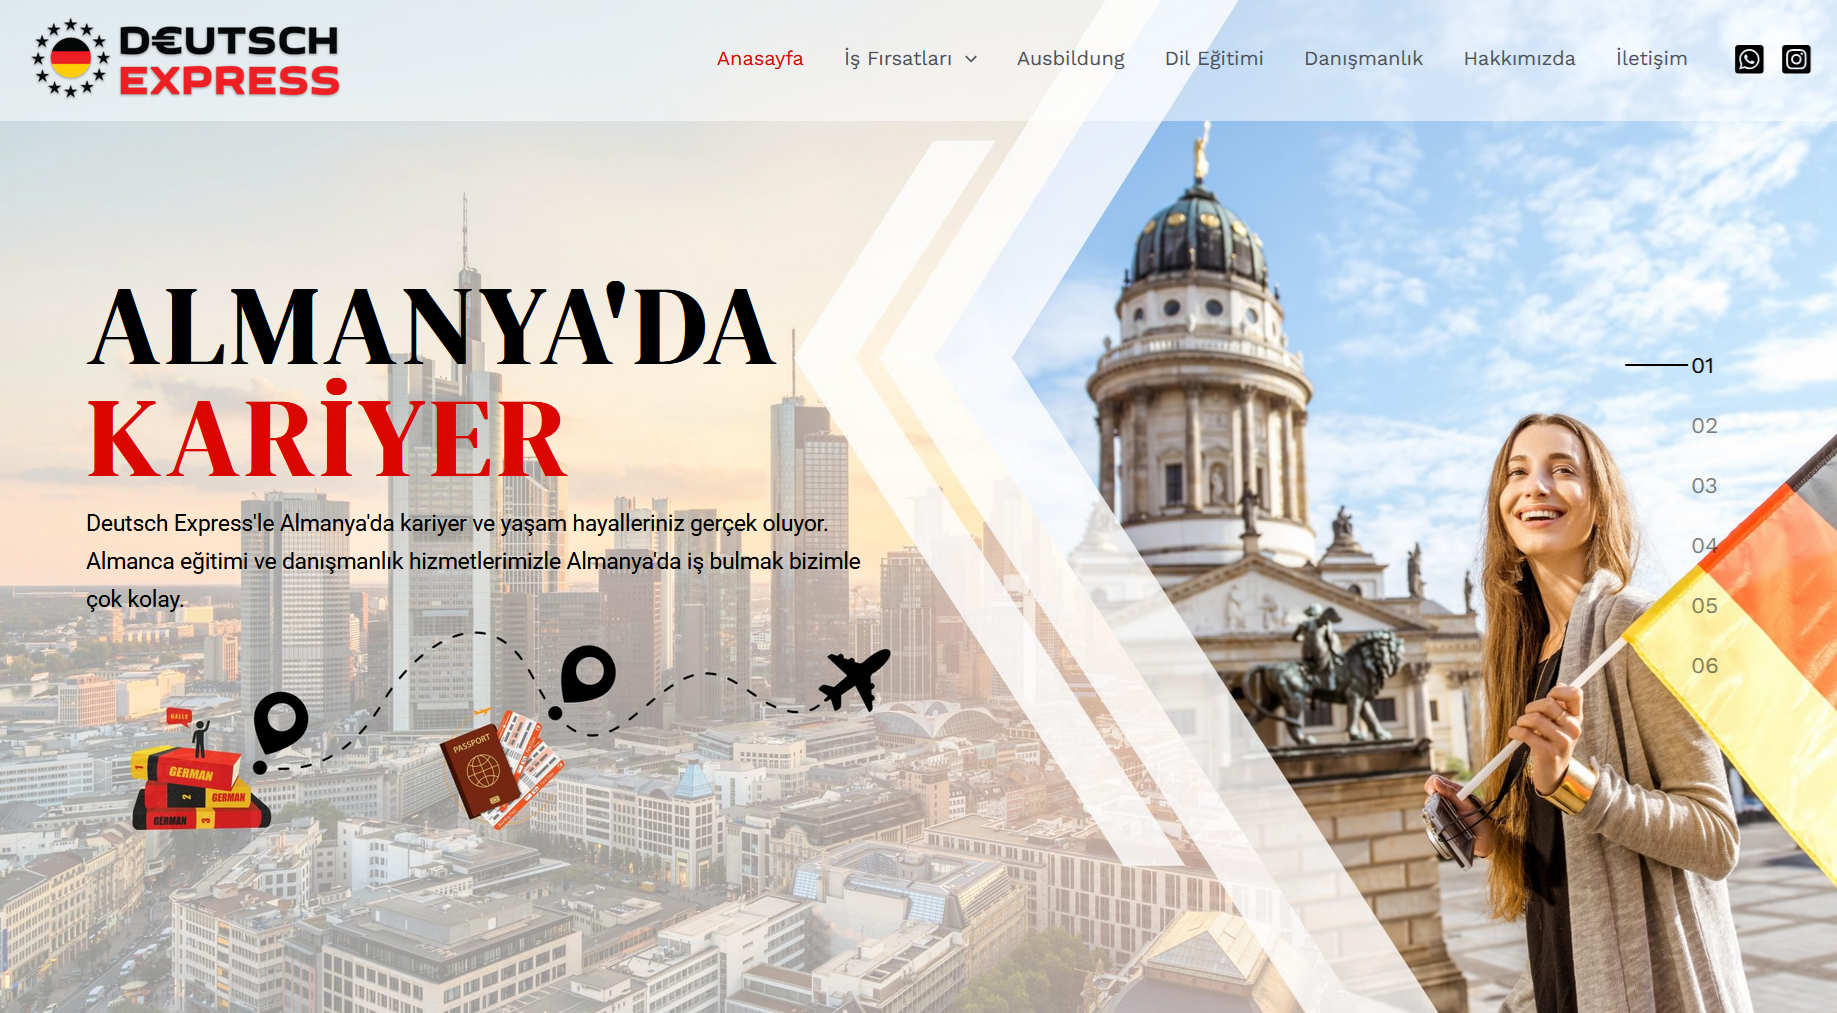 DEUTSCH
EXPRESS
Anasayfa
İş Fırsatları
Ausbildung
Dil Eğitimi
Danışmanlık
Hakkımızda
İletişim
ALMANYA'DA
KARİYER
Deutsch Express'le Almanya'da kariyer ve yaşam hayalleriniz gerçek oluyor.
Almanca eğitimi ve danışmanlık hizmetlerimizle Almanya'da iş bulmak bizimle
çok kolay.
01
02
03
04
05
06
HALLO
1 GERMAN
2 GERMAN
GERMAN 3
PASSPORT